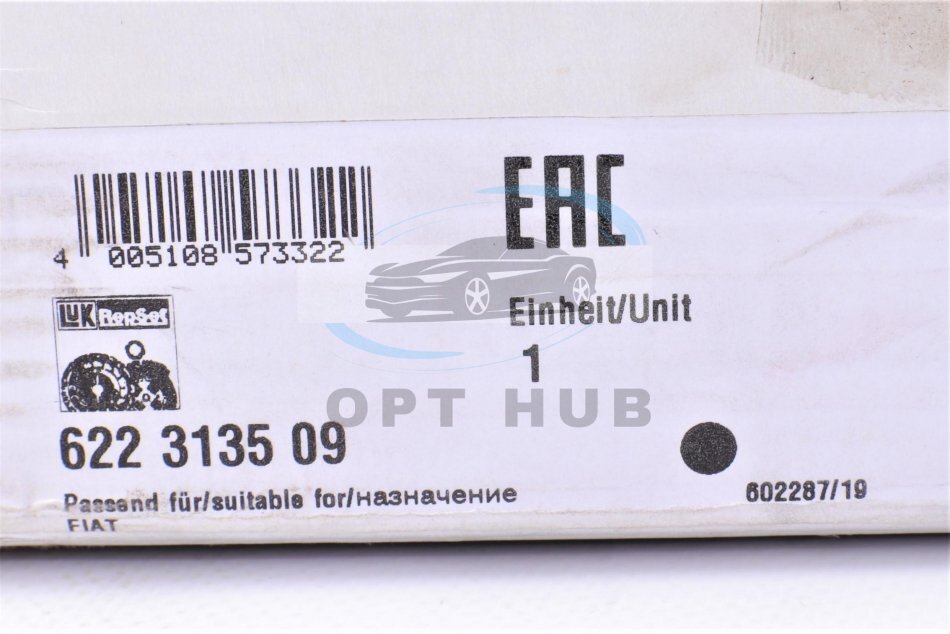 EAC
4 005108 573322
Einheit/Unit
1
LUK RepSet
OPT HUB
622 3135 09
Passend für/suitable for/назначение
602287/19
FIAT